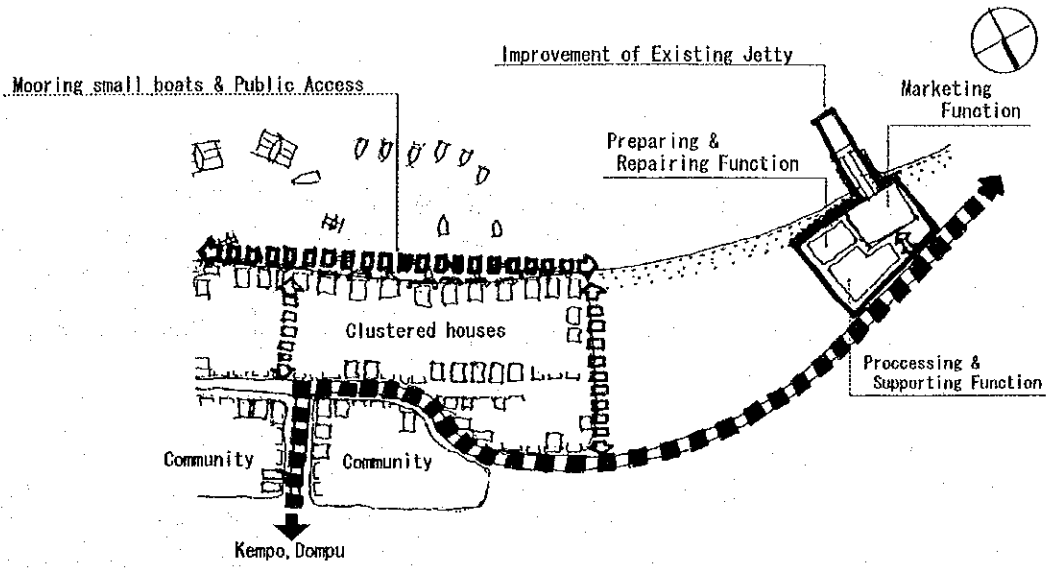 Improvement of Existing Jetty
Mooring small boats & Public Access
Marketing
Function
Preparing &
Repairing Function
Clustered houses
Proccessing &
Supporting Function
Community
Community
Kempo, Dompu